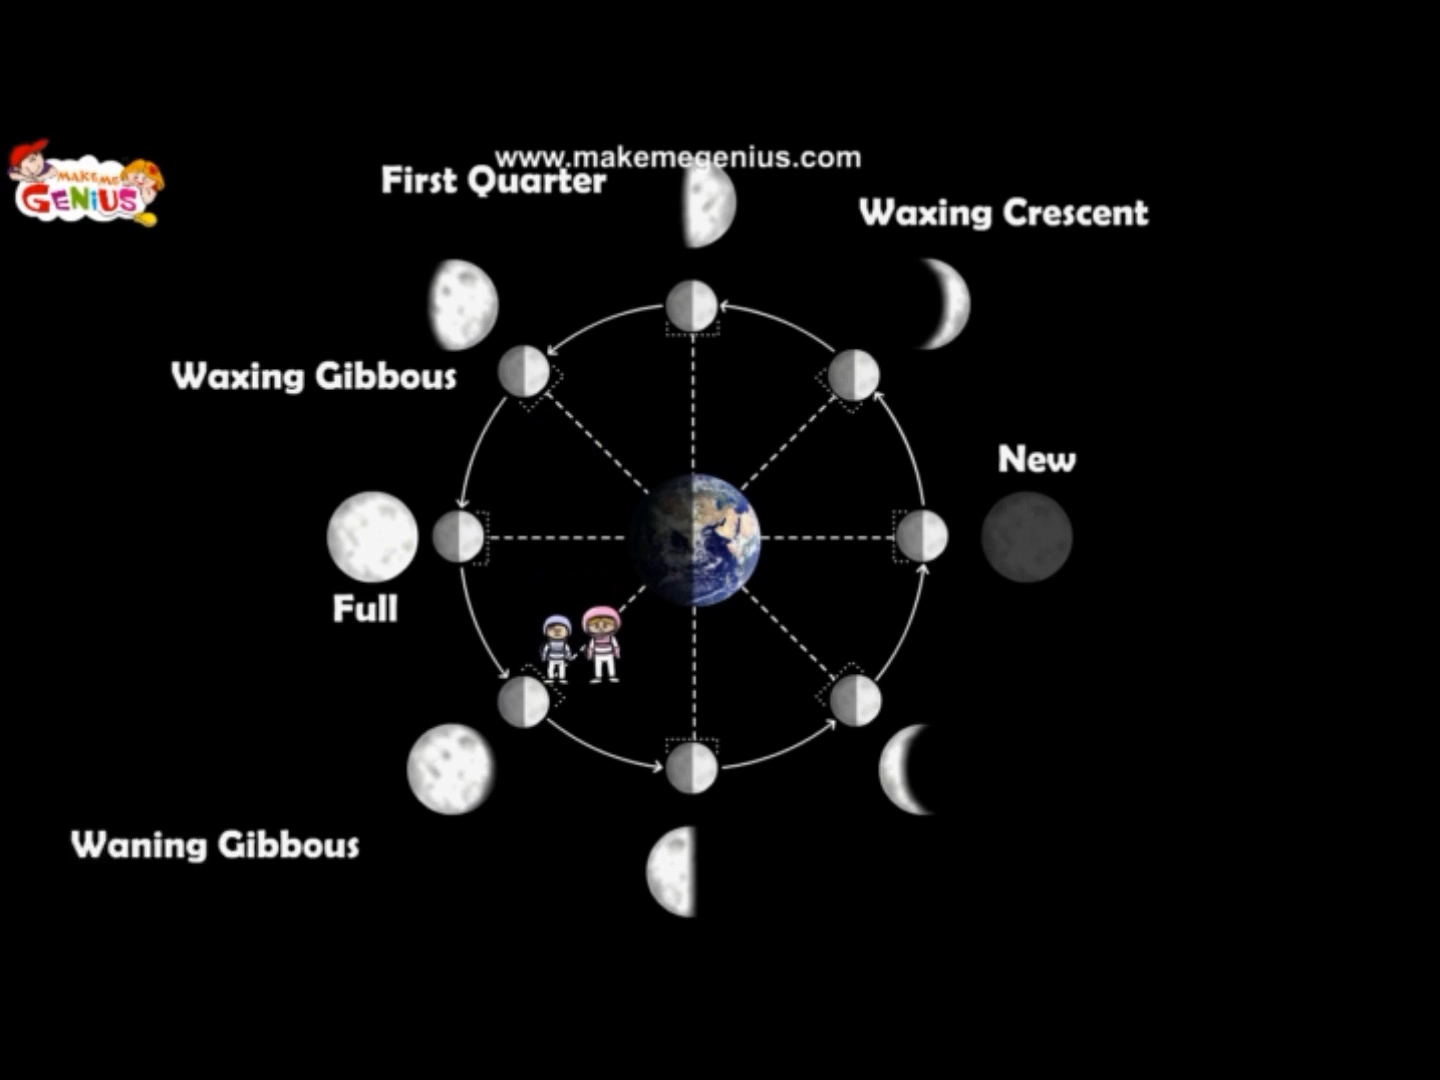 www.makemegenius.com
MAKE ME
GENiUS
First Quarter
Waxing Crescent
Waxing Gibbous
New
Full
Waning Gibbous